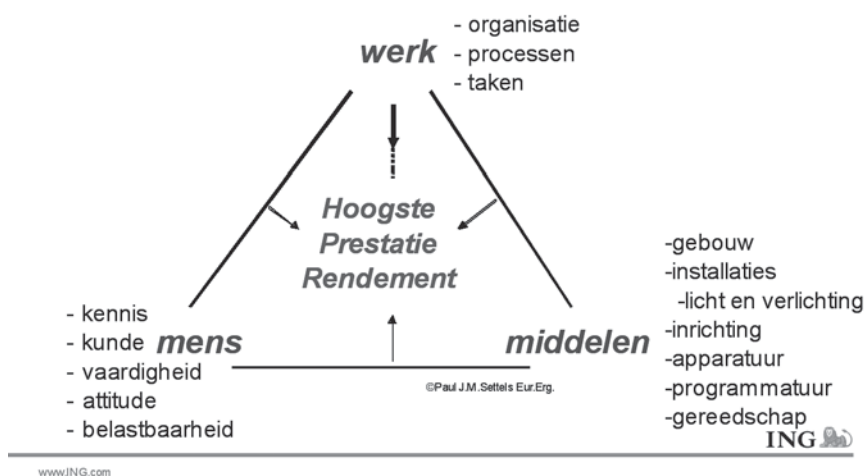 werk
- organisatie
- processen
- taken
Hoogste
Prestatie
Rendement
- kennis
- kunde
- vaardigheid
- attitude
- belastbaarheid
mens
middelen
-gebouw
-installaties
-licht en verlichting
-inrichting
-apparatuur
-programmatuur
-gereedschap
©Paul J.M.Settels Eur.Erg.
ING
www.ING.com